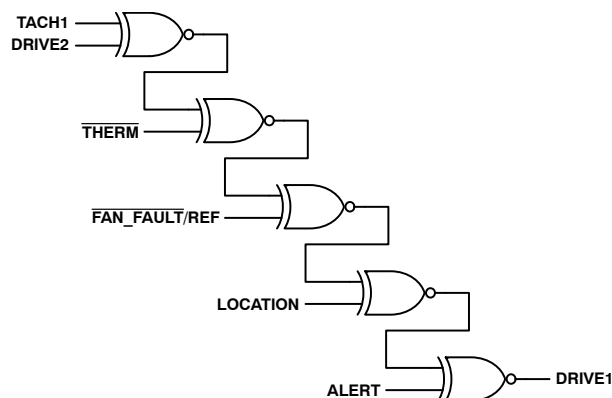 TACH1
DRIVE2
THERM
FAN_FAULT/REF
LOCATION
ALERT
DRIVE1